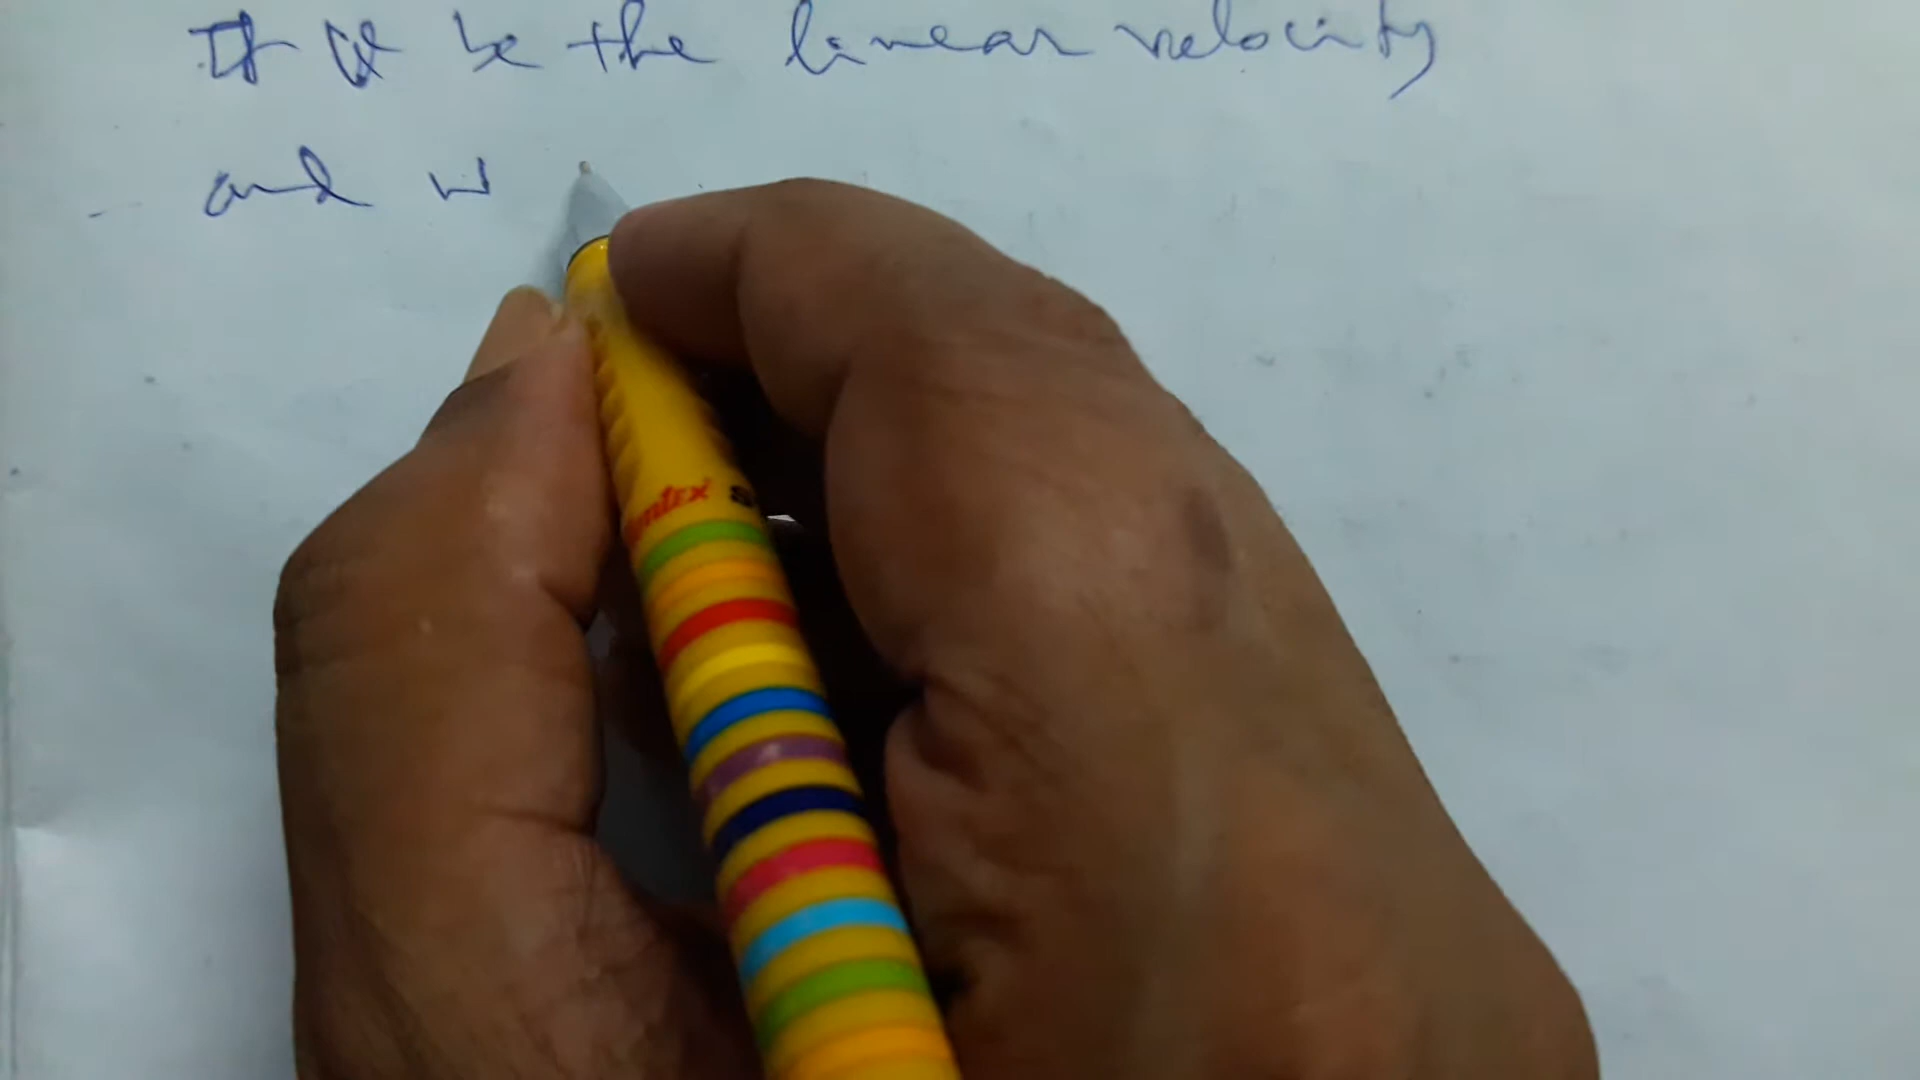 If v be the linear velocity
and w